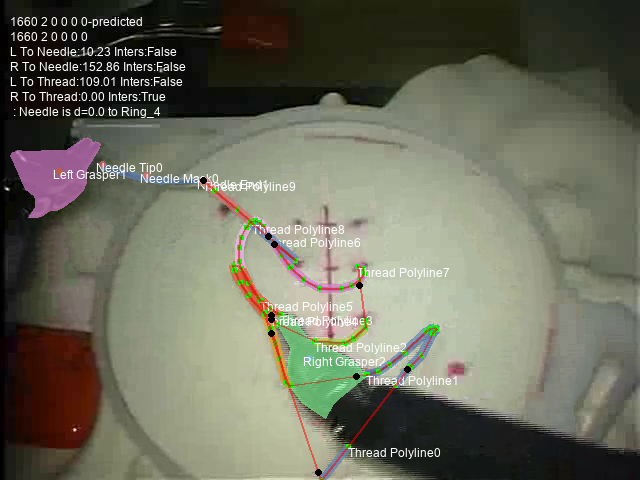 1660 2 0 0 0 0-predicted
1660 2 0 0 0 0
L To Needle:10.23 Inters:False
R To Needle:152.86 Inters:False
L To Thread:109.01 Inters:False
R To Thread:0.00 Inters:True
: Needle is d=0.0 to Ring_4
Needle Tip0
Left Grasper1
Needle Mack0
Thread Polyline9
Thread Polyline8
Thread Polyline6
Thread Polyline7
Thread Polyline5
Thread Polyline3
Thread Polyline2
Right Grasper2
Thread Polyline1
Thread Polyline0